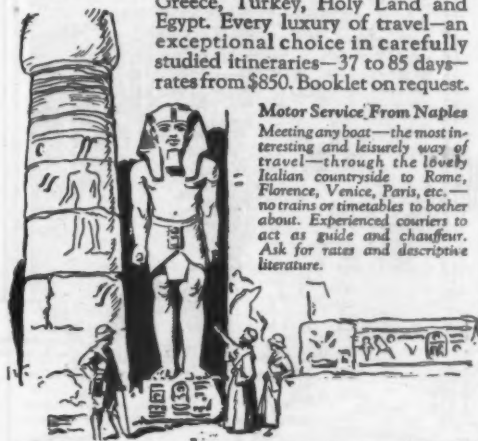 Greece, Turkey, Holy Land and
Egypt. Every luxury of travel—an
exceptional choice in carefully
studied itineraries—37 to 85 days—
rates from $850. Booklet on request.
Motor Service From Naples
Meeting any boat—the most in-
teresting and leisurely way of
travel—through the lovely
Italian countryside to Rome,
Florence, Venice, Paris, etc.—
no trains or timetables to bother
about. Experienced couriers to
act as guide and chauffeur.
Ask for rates and descriptive
literature.